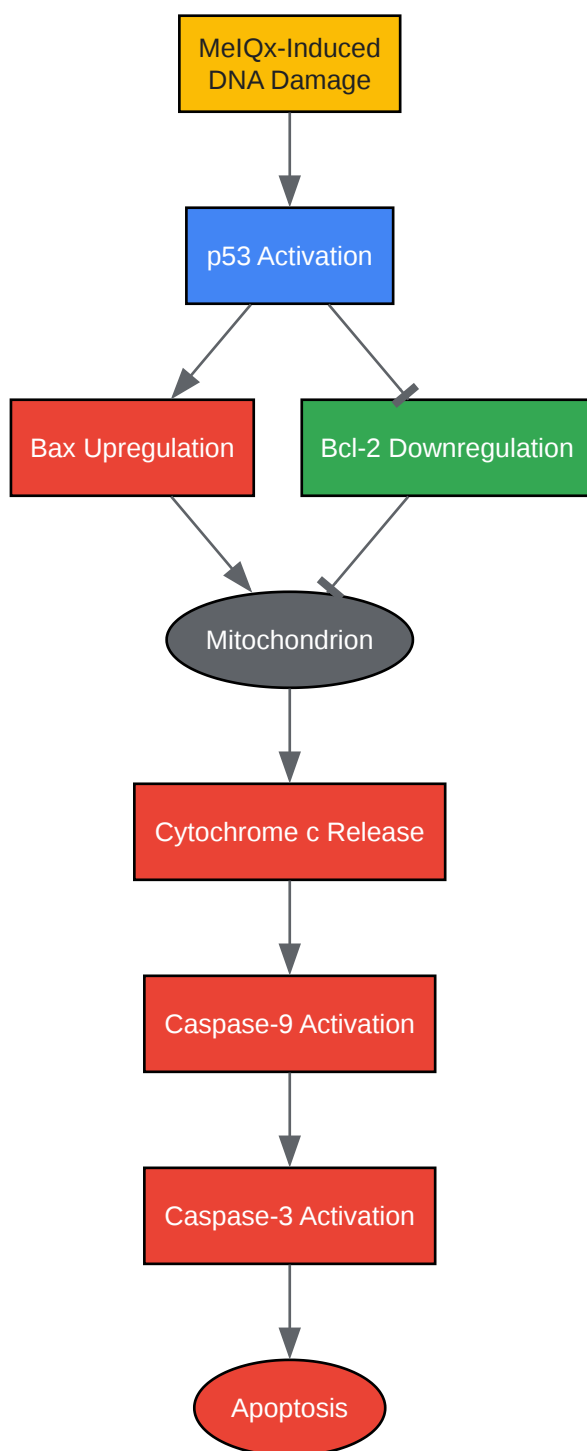 MeIQx-Induced
DNA Damage
p53 Activation
Bax Upregulation
Bcl-2 Downregulation
Mitochondrion
Cytochrome c Release
Caspase-9 Activation
Caspase-3 Activation
Apoptosis